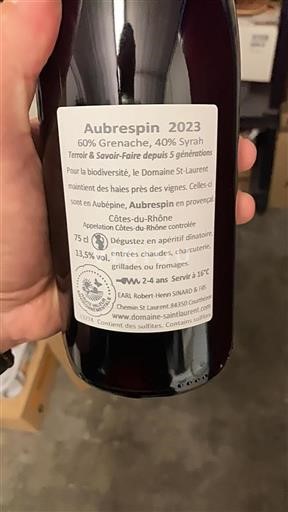 Aubrespin 2023
60% Grenache, 40% Syrah
Terroir & Savoir-Faire depuis 5 générations
Pour la biodiversité, le Domaine St-Laurent
maintient des haies près des vignes. Celles-ci
sont en Aubépine, Aubrespin en provençal
Côtes-du-Rhône
Appelation Côtes-du-Rhône contrôlée
75 cl Dégustez en apéritif dinatoire,
13,5% vol. entrées chaudes, charcuterie,
grillades ou fromages.
2-4 ans Servir à 16°C
EARL Robert-Henri SINARD & Fils
Chemin St Laurent 84350 Courthézon
www.domaine-saintlaurent.com
Contient des sulfites. Contains sulfites